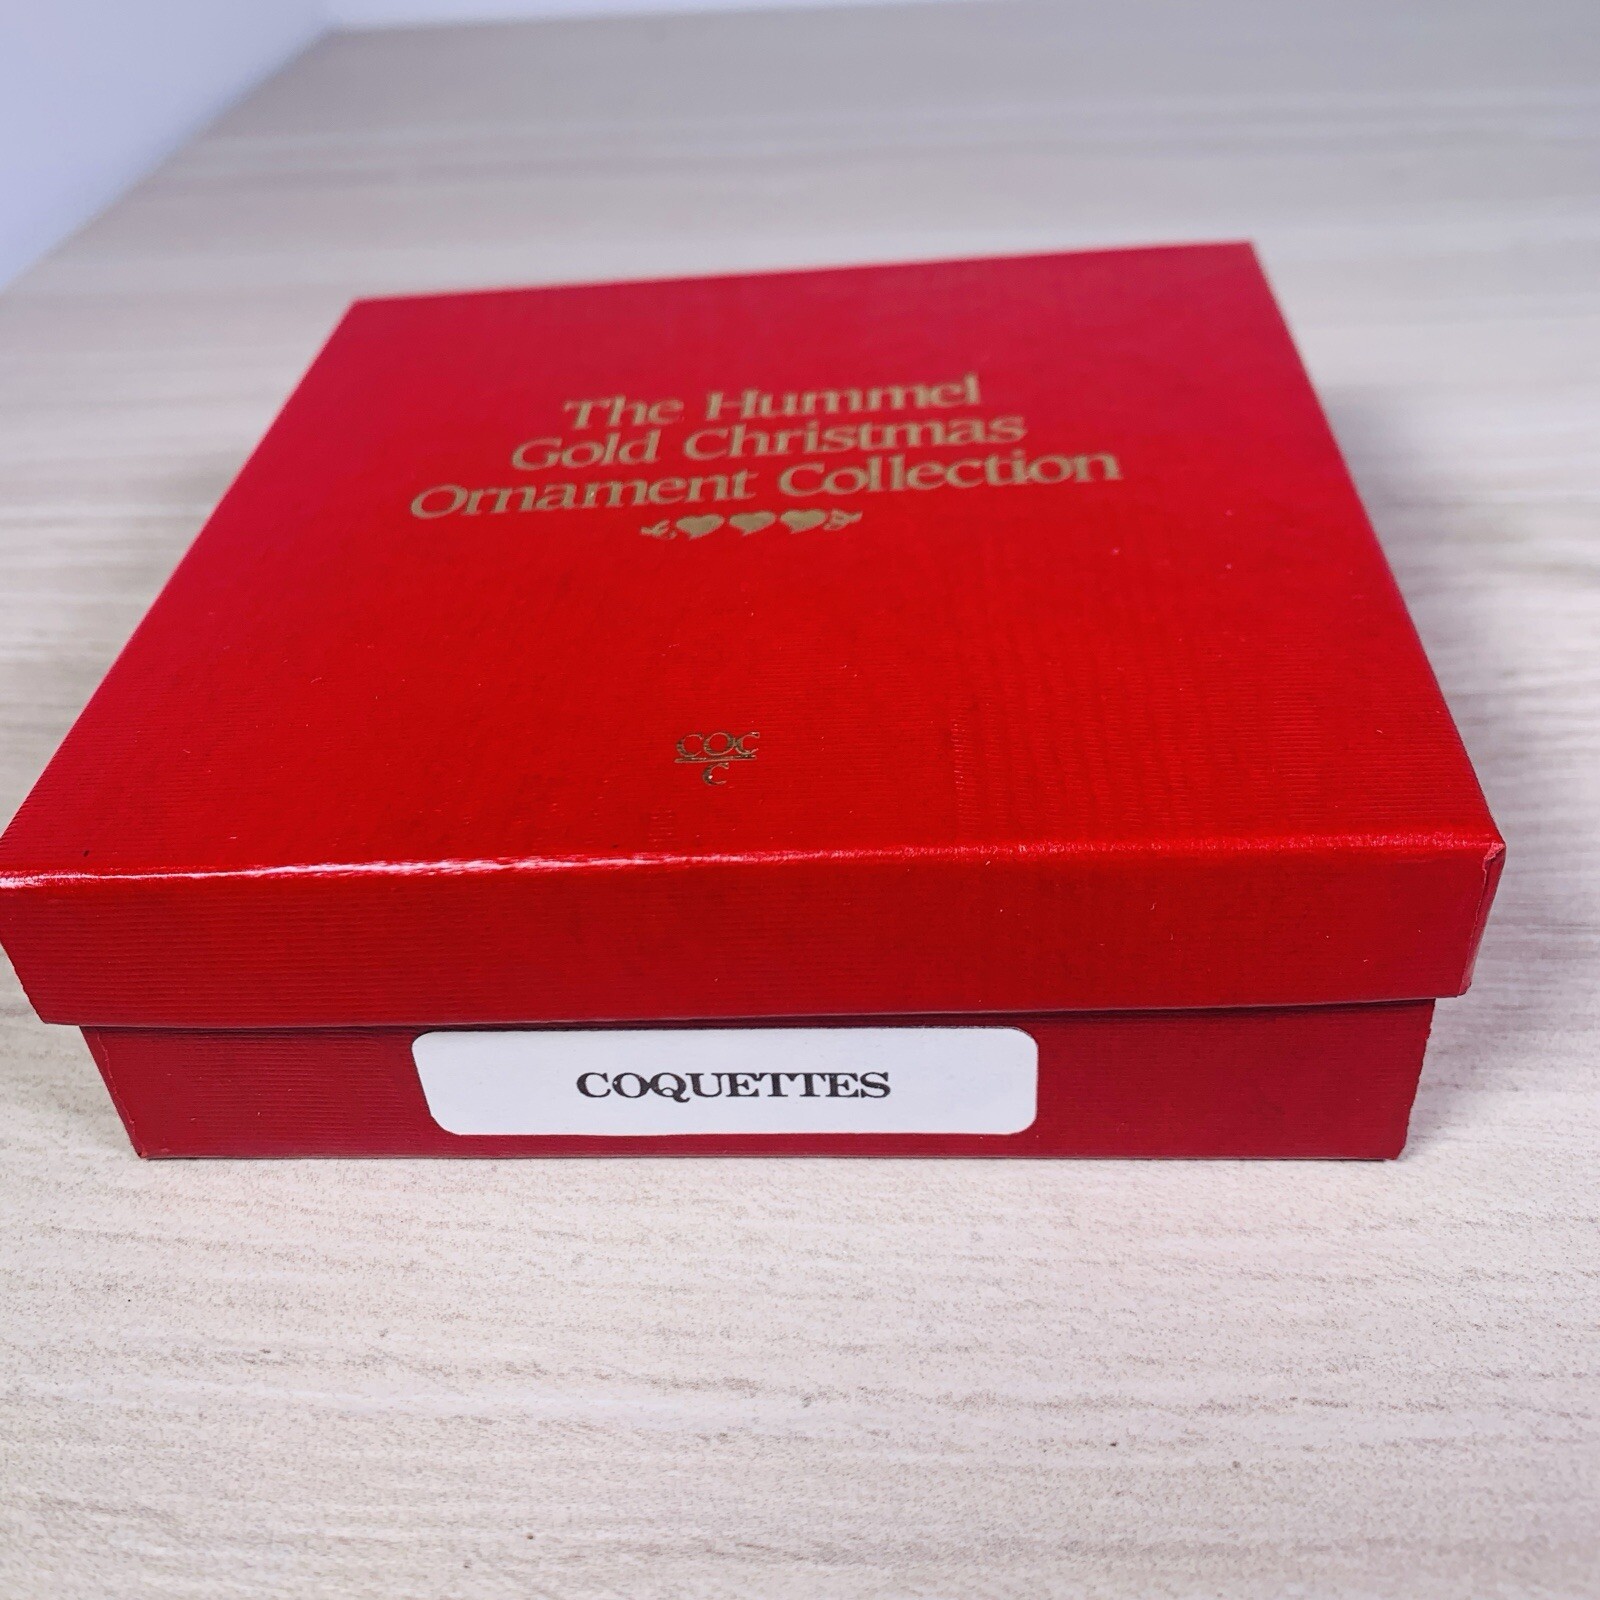 The Hummel
Gold Christmas
Ornament Collection
COC
C
COQUETTES